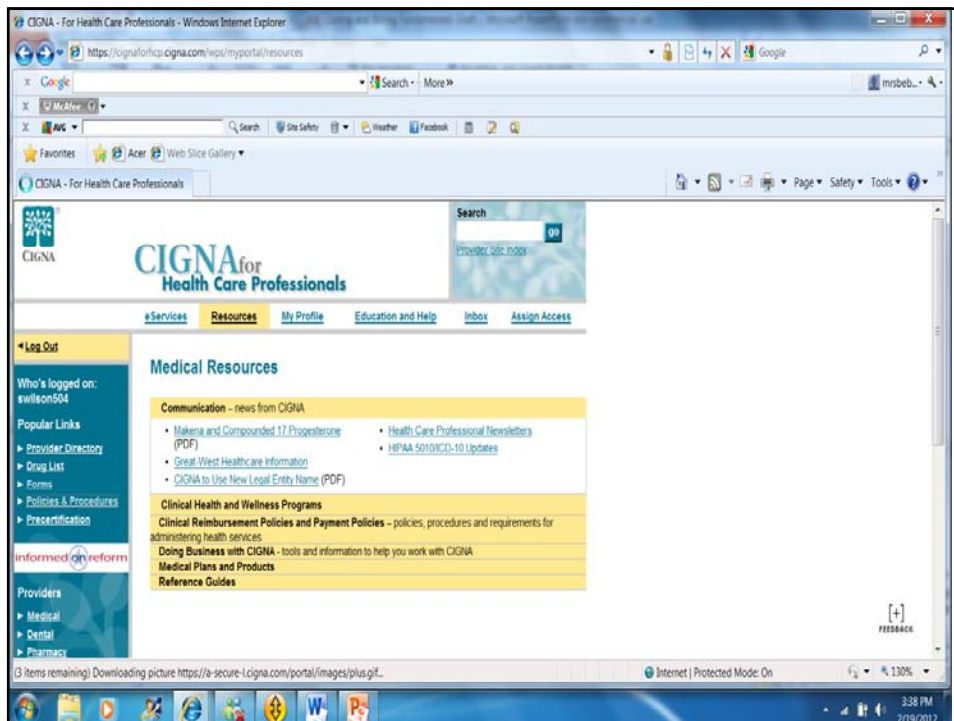 CIGNA - For Health Care Professionals - Windows Internet Explorer
https://cignaforhcp.cigna.com/wps/myportal/resources
Google
x Google
Search - More »
mrsbeb...
X McAfee
X AVG
Search Site Safety Weather Facebook
Favorites Acer Web Slice Gallery
CIGNA - For Health Care Professionals
Page Safety Tools
CIGNA
CIGNA for
Health Care Professionals
Search
go
Provider Site Index
eServices Resources My Profile Education and Help Inbox Assign Access
Log Out
Who's logged on:
swilson504
Popular Links
Provider Directory
Drug List
Forms
Policies & Procedures
Precertification
informed on reform
Providers
Medical
Dental
Pharmacy
Medical Resources
Communication – news from CIGNA
• Makena and Compounded 17 Progesterone
(PDF)
• Great-West Healthcare Information
• CIGNA to Use New Legal Entity Name (PDF)
• Health Care Professional Newsletters
• HIPAA 5010/ICD-10 Updates
Clinical Health and Wellness Programs
Clinical Reimbursement Policies and Payment Policies – policies, procedures and requirements for
administering health services
Doing Business with CIGNA - tools and information to help you work with CIGNA
Medical Plans and Products
Reference Guides
[+]
FEEDBACK
(3 items remaining) Downloading picture https://a-secure-l.cigna.com/portal/images/plus.gif...
Internet | Protected Mode: On
130%
3:38 PM
2/19/2012